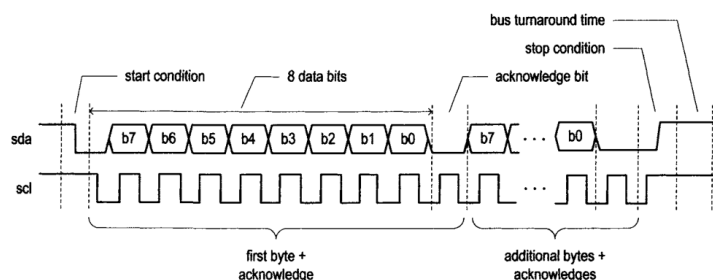 bus turnaround time
stop condition
start condition
8 data bits
acknowledge bit
sda
b7
b6
b5
b4
b3
b2
b1
b0
b7
· · ·
b0
scl
· · ·
first byte +
acknowledge
additional bytes +
acknowledges